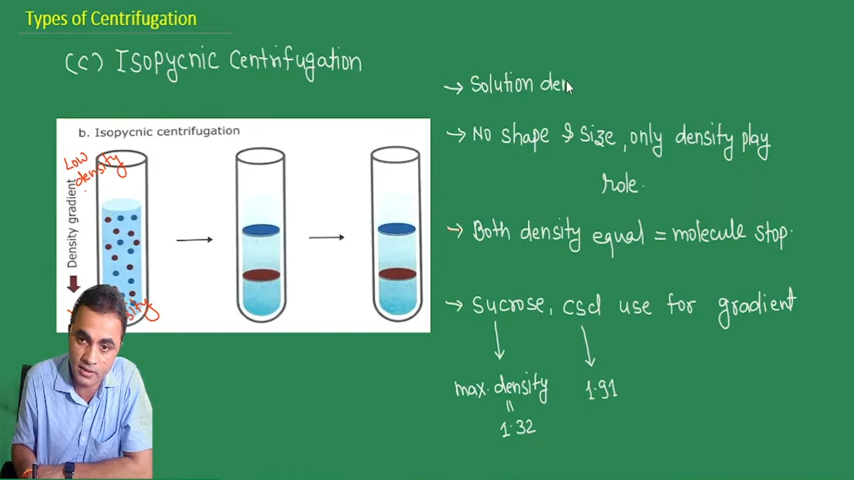 Types of Centrifugation
(c) Isopycnic Centrifugation
→ Solution den
b. Isopycnic centrifugation
Low
density
Density gradient
→ No shape & size, only density play
role.
→ Both density equal = molecule stop.
→ Sucrose, cscl use for gradient
max. density
=
1.32
1.91